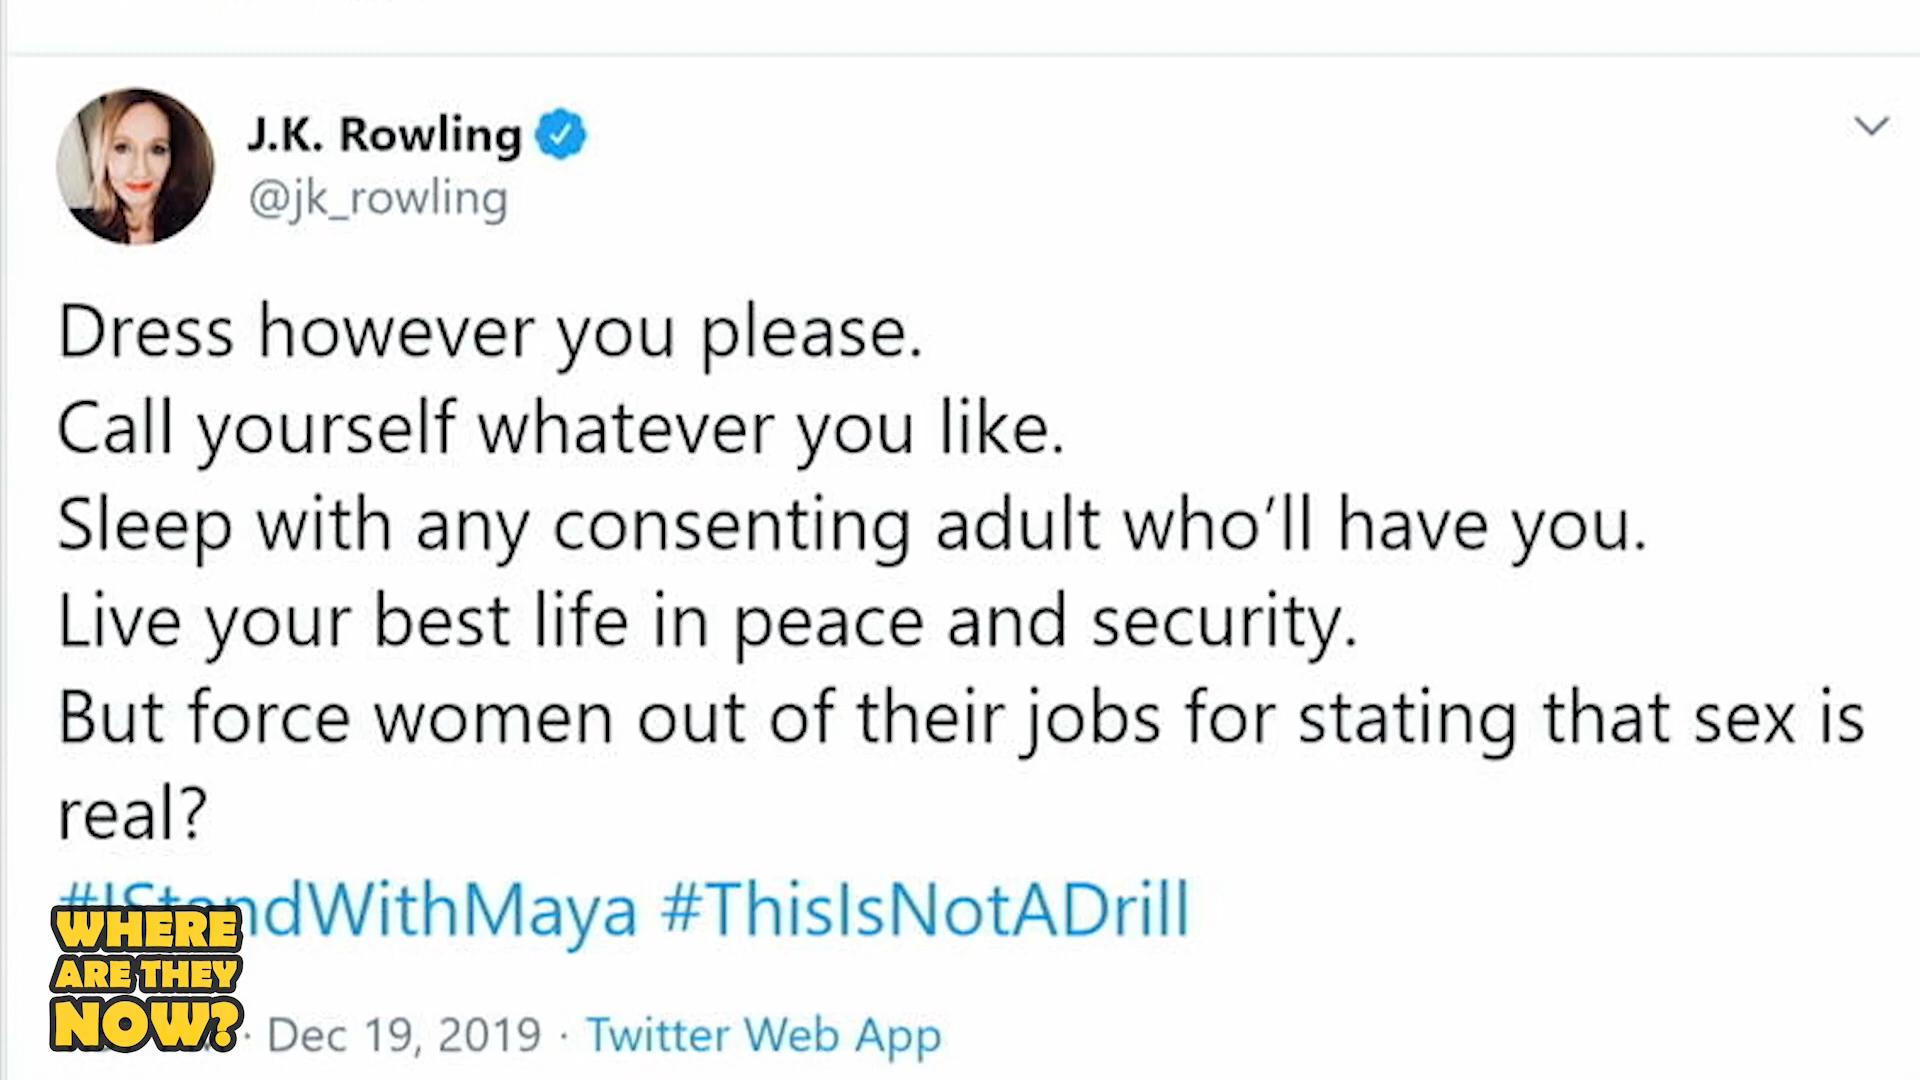 J.K. Rowling
@jk_rowling
Dress however you please.
Call yourself whatever you like.
Sleep with any consenting adult who'll have you.
Live your best life in peace and security.
But force women out of their jobs for stating that sex is
real?
#IStandWithMaya #ThisIsNotADrill
WHERE
ARE THEY
NOW?
· Dec 19, 2019 · Twitter Web App